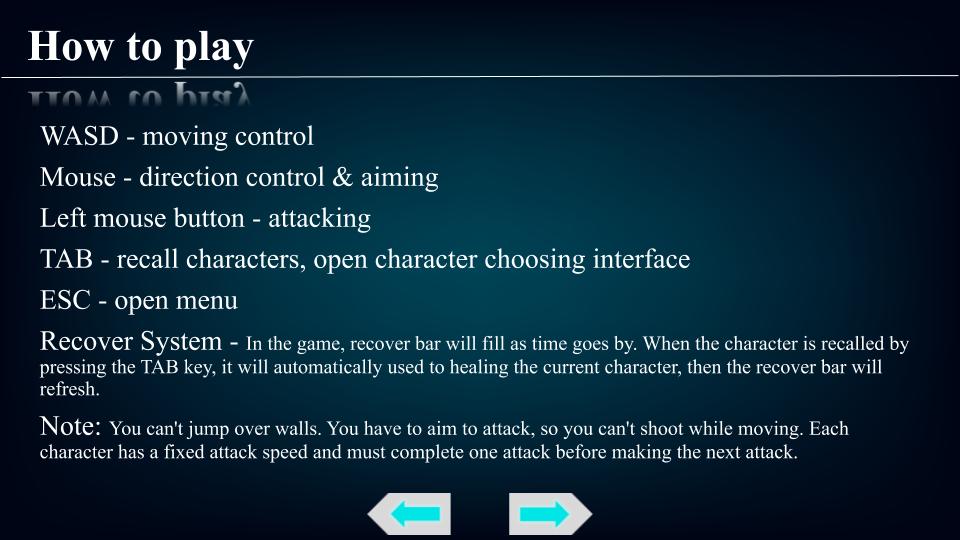 How to play
WASD - moving control
Mouse - direction control & aiming
Left mouse button - attacking
TAB - recall characters, open character choosing interface
ESC - open menu
Recover System - In the game, recover bar will fill as time goes by. When the character is recalled by
pressing the TAB key, it will automatically used to healing the current character, then the recover bar will
refresh.
Note: You can't jump over walls. You have to aim to attack, so you can't shoot while moving. Each
character has a fixed attack speed and must complete one attack before making the next attack.